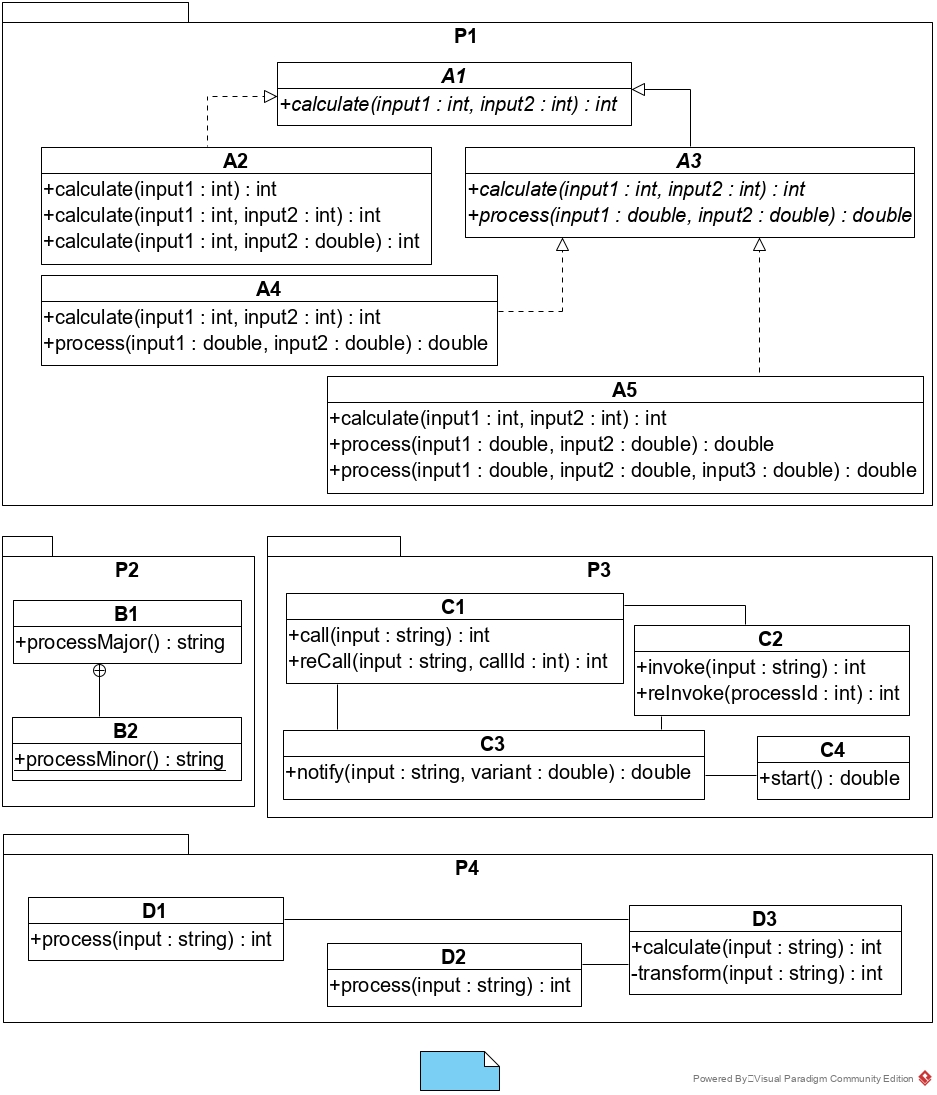 P1
A1
+calculate(input1 : int, input2 : int) : int
A2
+calculate(input1 : int) : int
+calculate(input1 : int, input2 : int) : int
+calculate(input1 : int, input2 : double) : int
A3
+calculate(input1 : int, input2 : int) : int
+process(input1 : double, input2 : double) : double
A4
+calculate(input1 : int, input2 : int) : int
+process(input1 : double, input2 : double) : double
A5
+calculate(input1 : int, input2 : int) : int
+process(input1 : double, input2 : double) : double
+process(input1 : double, input2 : double, input3 : double) : double
P2
B1
+processMajor() : string
B2
+processMinor() : string
P3
C1
+call(input : string) : int
+reCall(input : string, callId : int) : int
C2
+invoke(input : string) : int
+reInvoke(processId : int) : int
C3
+notify(input : string, variant : double) : double
C4
+start() : double
P4
D1
+process(input : string) : int
D2
+process(input : string) : int
D3
+calculate(input : string) : int
-transform(input : string) : int
Powered By Visual Paradigm Community Edition